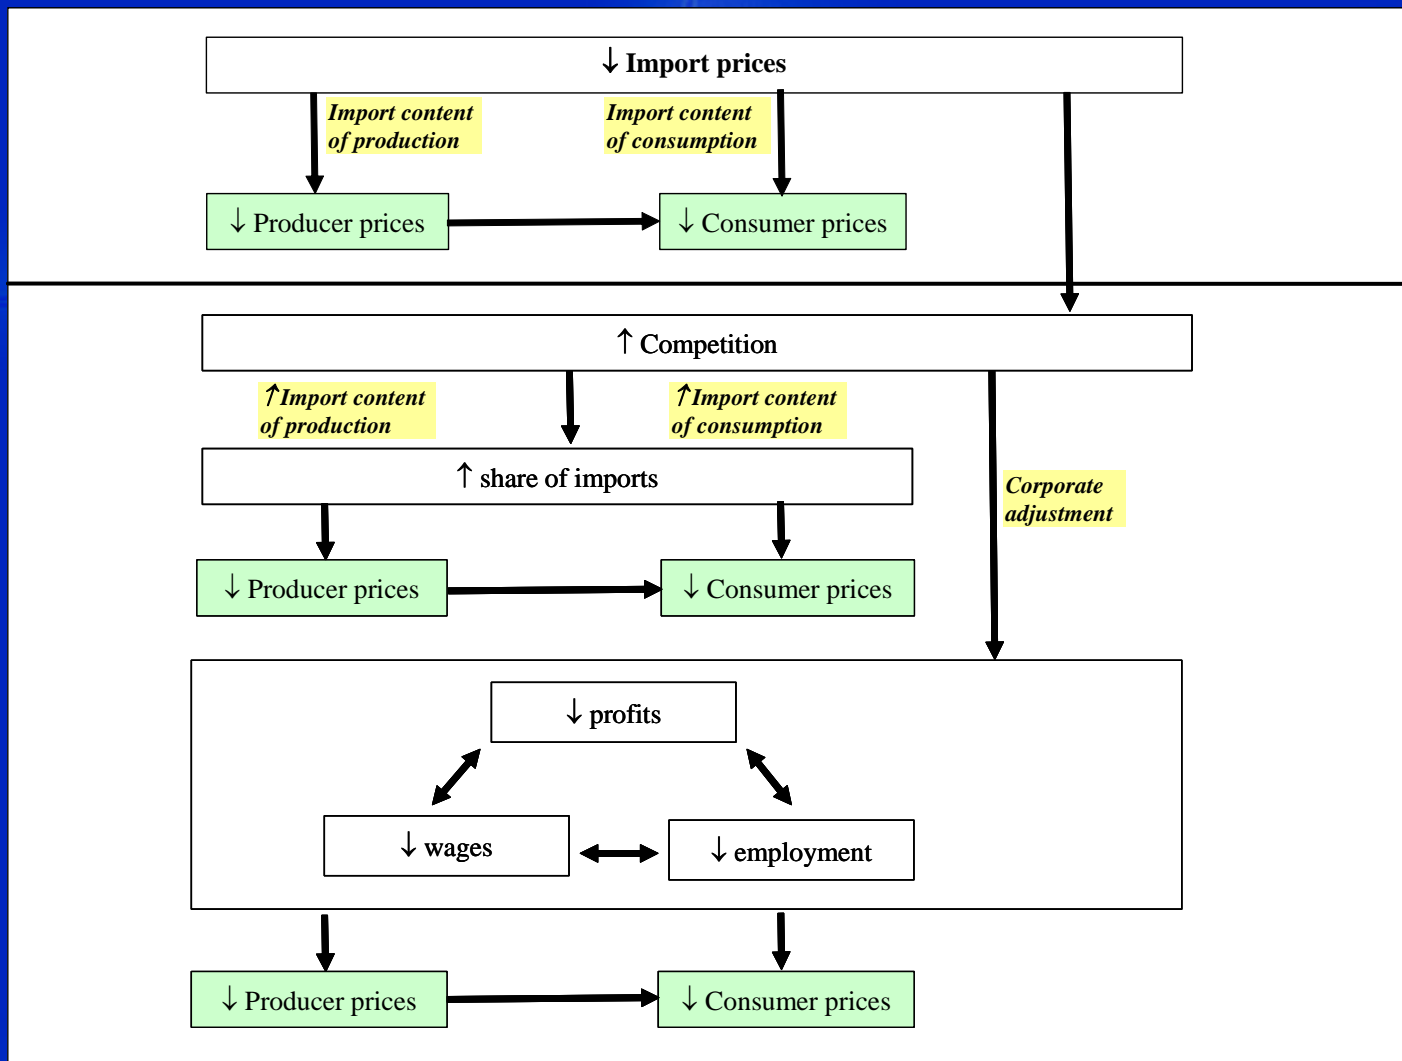 ↓ Import prices
Import content
of production
Import content
of consumption
↓ Producer prices
↓ Consumer prices
↑ Competition
↑Import content
of production
↑Import content
of consumption
↑ share of imports
Corporate
adjustment
↓ Producer prices
↓ Consumer prices
↓ profits
↓ wages
↓ employment
↓ Producer prices
↓ Consumer prices